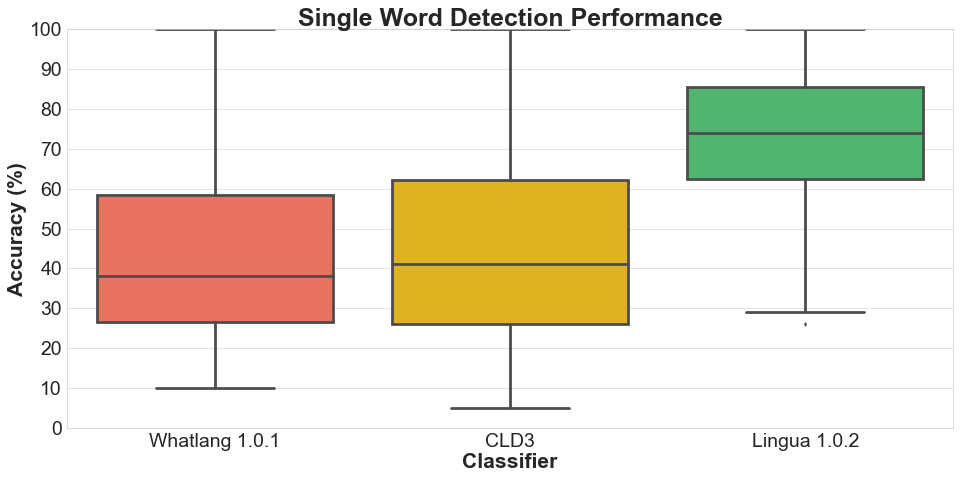 Single Word Detection Performance
100
90
80
70
60
50
40
30
20
10
0
Accuracy (%)
Whatlang 1.0.1
CLD3
Lingua 1.0.2
Classifier